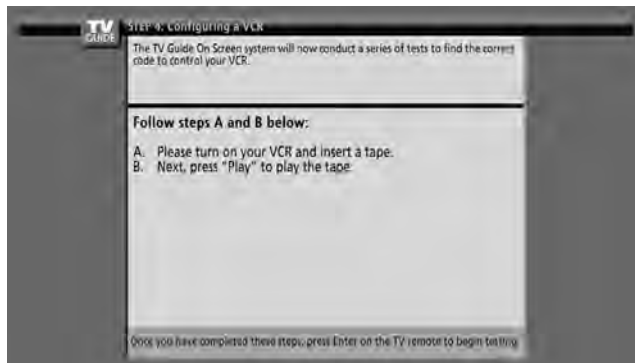 TV
GUIDE
STEP 4: Configuring a VCR
The TV Guide On Screen system will now conduct a series of tests to find the correct
code to control your VCR.
Follow steps A and B below:
A. Please turn on your VCR and insert a tape.
B. Next, press "Play" to play the tape.
Once you have completed these steps, press Enter on the TV remote to begin testing